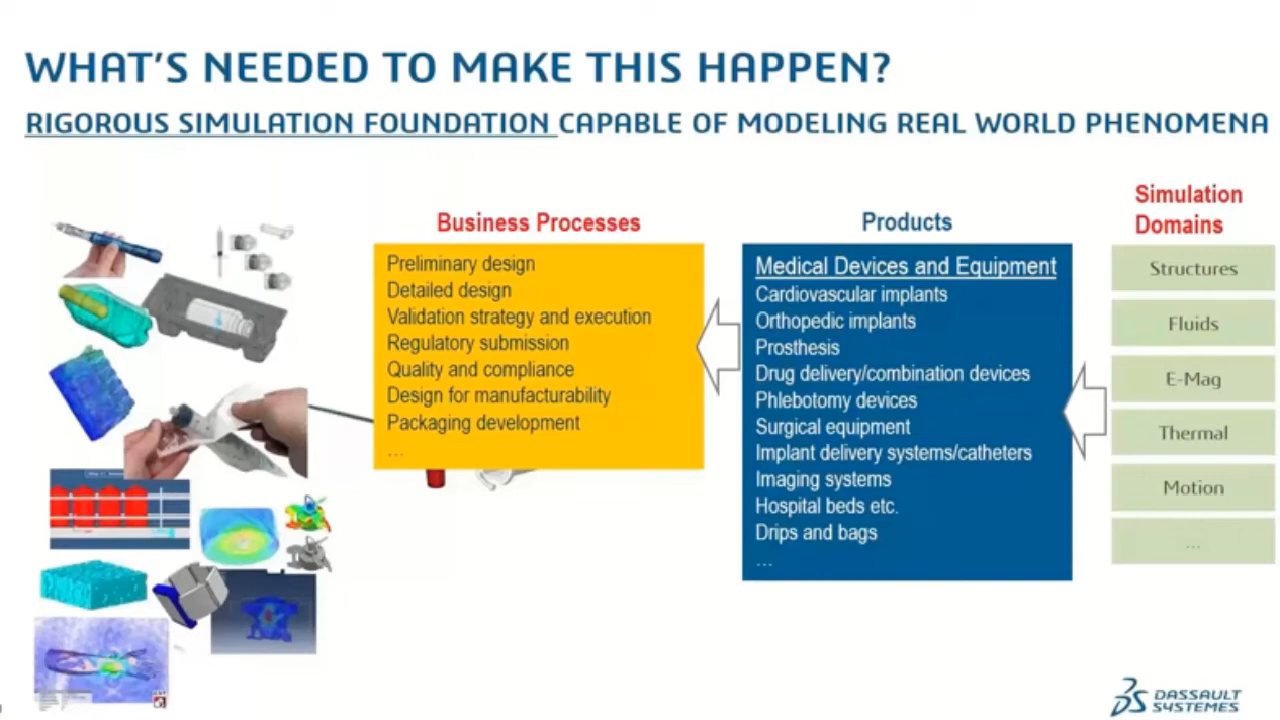 WHAT'S NEEDED TO MAKE THIS HAPPEN?
RIGOROUS SIMULATION FOUNDATION CAPABLE OF MODELING REAL WORLD PHENOMENA
Business Processes
Preliminary design
Detailed design
Validation strategy and execution
Regulatory submission
Quality and compliance
Design for manufacturability
Packaging development
...
Products
Medical Devices and Equipment
Cardiovascular implants
Orthopedic implants
Prosthesis
Drug delivery/combination devices
Phlebotomy devices
Surgical equipment
Implant delivery systems/catheters
Imaging systems
Hospital beds etc.
Drips and bags
...
Simulation
Domains
Structures
Fluids
E-Mag
Thermal
Motion
...
DASSAULT
SYSTEMES